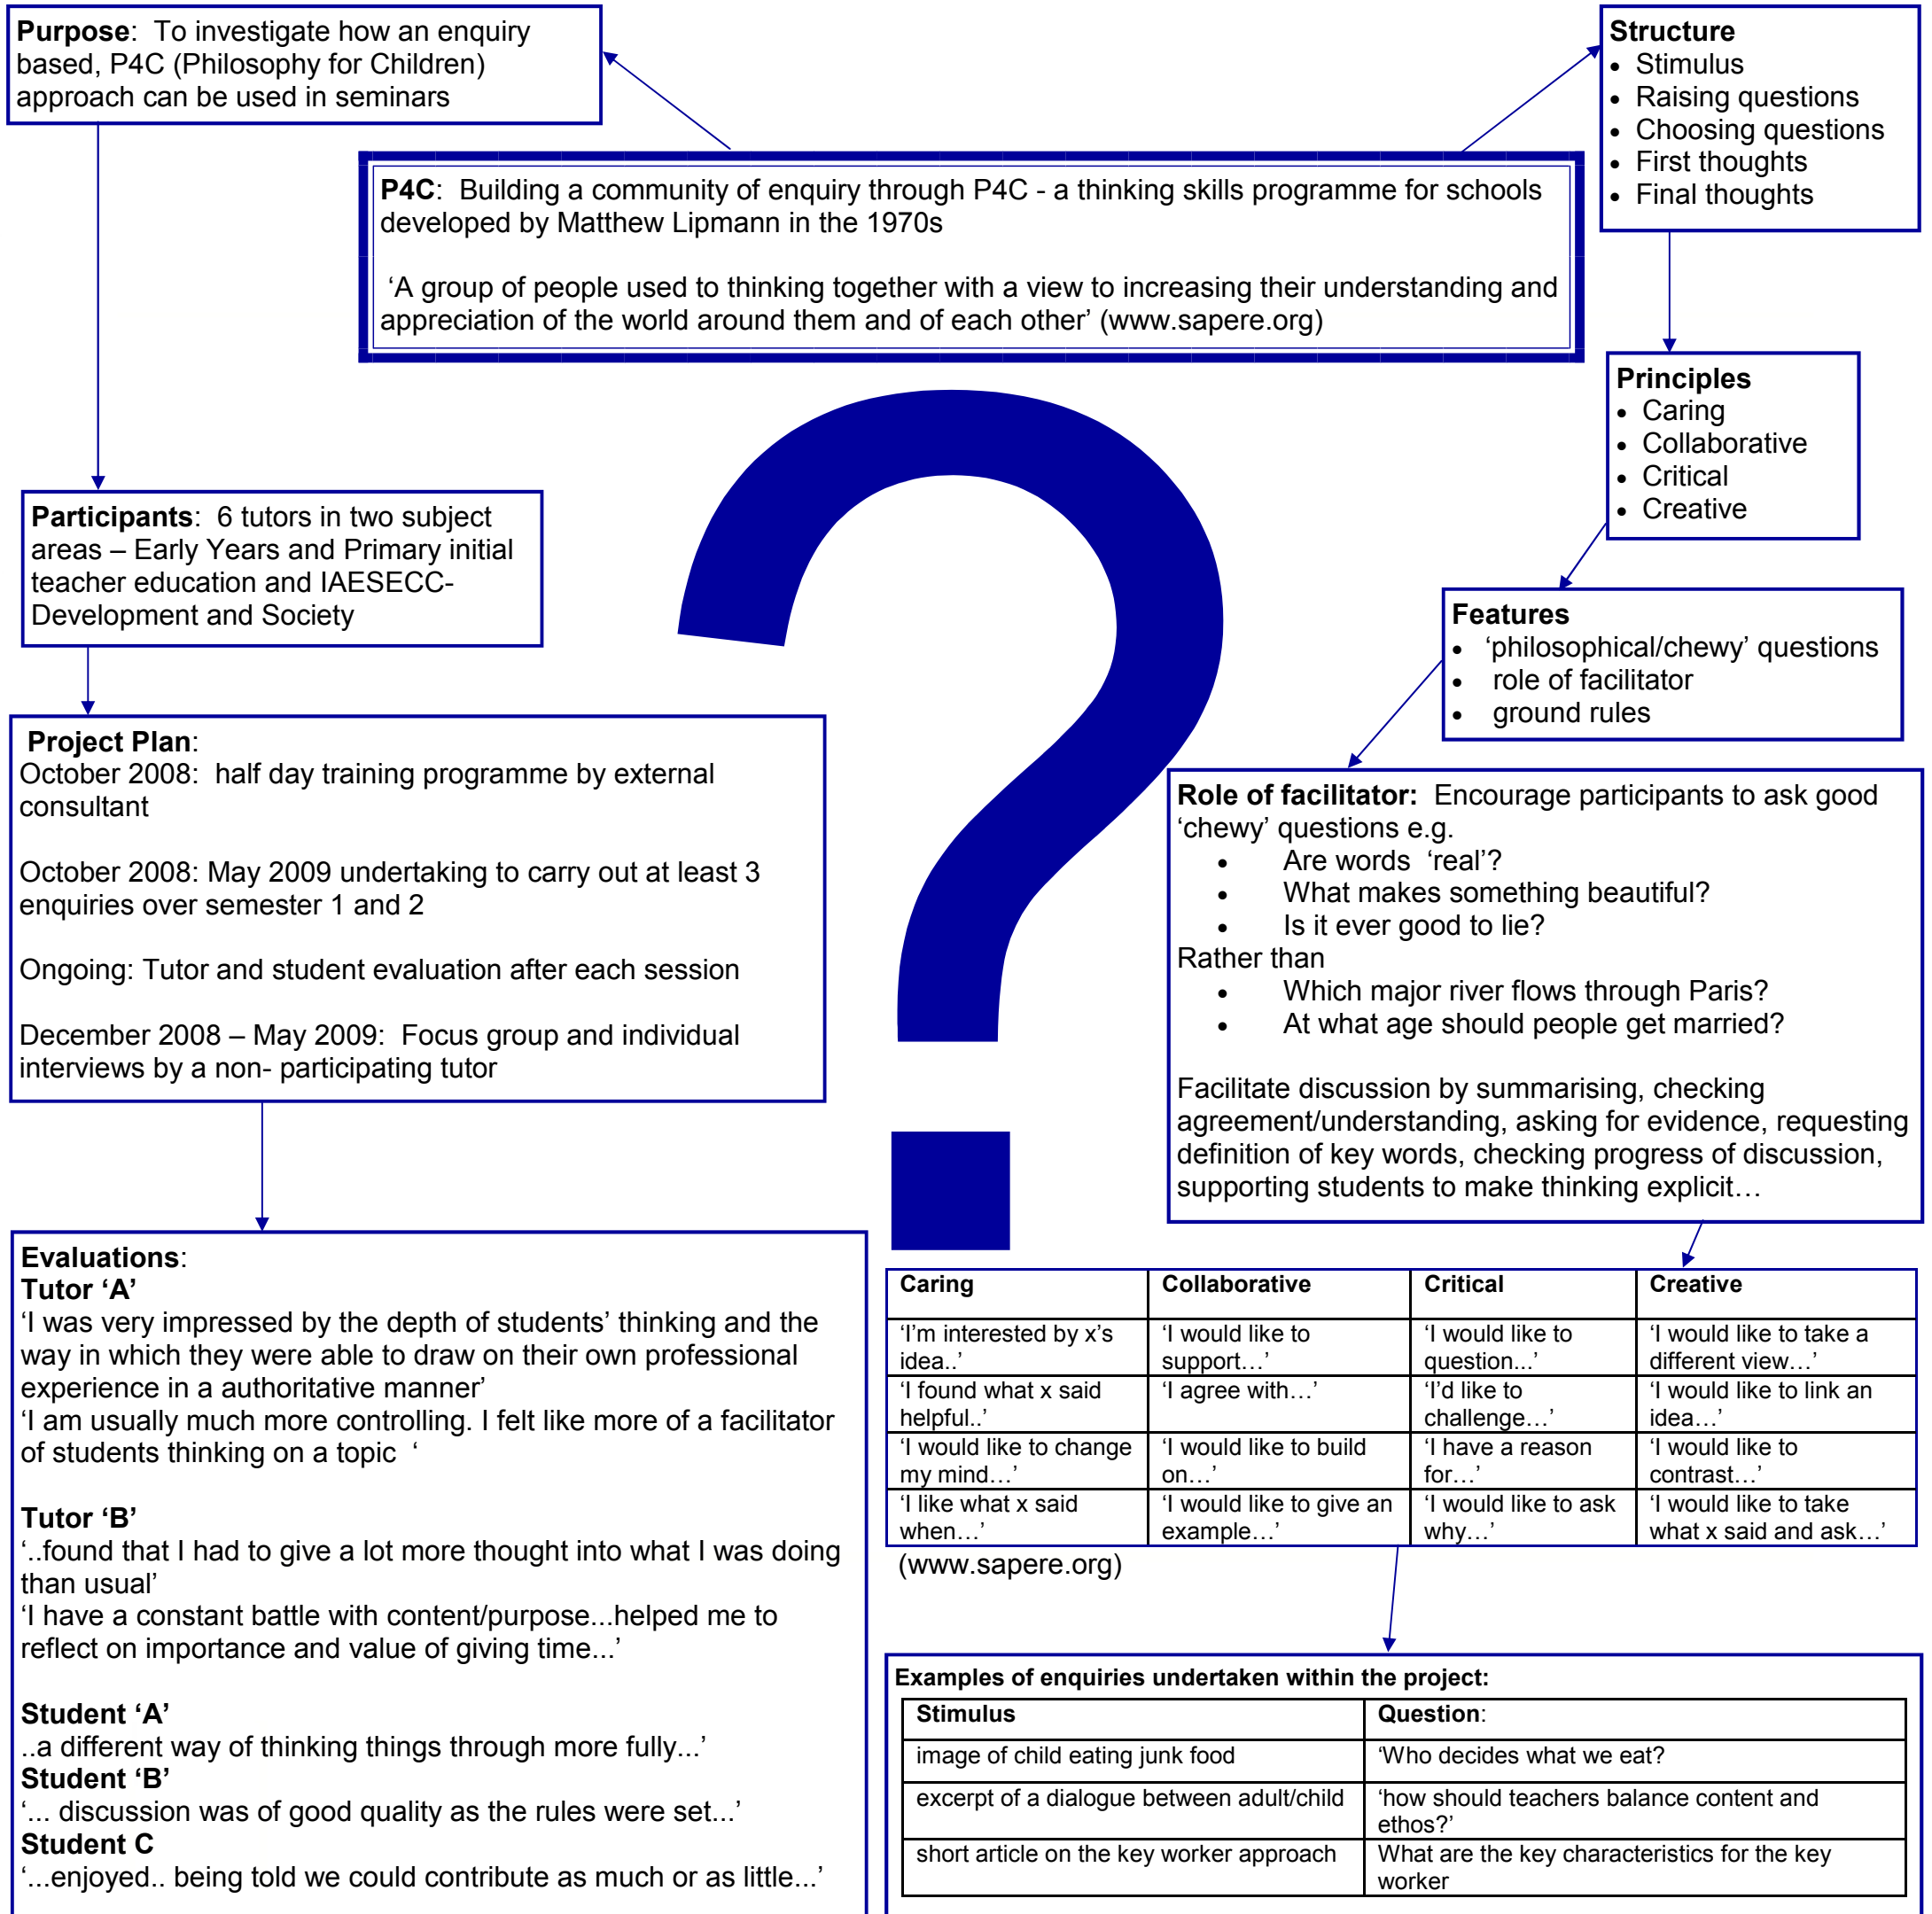 Purpose:  To investigate how an enquiry
based, P4C (Philosophy for Children)
approach can be used in seminars
Structure
• Stimulus
• Raising questions
• Choosing questions
• First thoughts
• Final thoughts
P4C:  Building a community of enquiry through P4C - a thinking skills programme for schools
developed by Matthew Lipmann in the 1970s
‘A group of people used to thinking together with a view to increasing their understanding and
appreciation of the world around them and of each other’ (www.sapere.org)
Principles
• Caring
• Collaborative
• Critical
• Creative
Participants:  6 tutors in two subject
areas – Early Years and Primary initial
teacher education and IAESECC-
Development and Society
Features
• ‘philosophical/chewy’ questions
• role of facilitator
• ground rules
Project Plan:
October 2008:  half day training programme by external
consultant
October 2008: May 2009 undertaking to carry out at least 3
enquiries over semester 1 and 2
Ongoing: Tutor and student evaluation after each session
December 2008 – May 2009:  Focus group and individual
interviews by a non- participating tutor
?
Role of facilitator:  Encourage participants to ask good
‘chewy’ questions e.g.
• Are words  ‘real’?
• What makes something beautiful?
• Is it ever good to lie?
Rather than
• Which major river flows through Paris?
• At what age should people get married?
Facilitate discussion by summarising, checking
agreement/understanding, asking for evidence, requesting
definition of key words, checking progress of discussion,
supporting students to make thinking explicit…
Evaluations:
Tutor ‘A’
‘I was very impressed by the depth of students’ thinking and the
way in which they were able to draw on their own professional
experience in a authoritative manner’
‘I am usually much more controlling. I felt like more of a facilitator
of students thinking on a topic  ‘
Tutor ‘B’
‘..found that I had to give a lot more thought into what I was doing
than usual’
‘I have a constant battle with content/purpose...helped me to
reflect on importance and value of giving time...’
Student ‘A’
..a different way of thinking things through more fully...’
Student ‘B’
‘... discussion was of good quality as the rules were set...’
Student C
‘...enjoyed.. being told we could contribute as much or as little...’
Caring Collaborative Critical Creative
‘I’m interested by x’s ‘I would like to ‘I would like to ‘I would like to take a
idea..’ support…’ question...’ different view…’
‘I found what x said ‘I agree with…’ ‘I’d like to ‘I would like to link an
helpful..’ challenge…’ idea…’
‘I would like to change ‘I would like to build ‘I have a reason ‘I would like to
my mind…’ on…’ for…’ contrast…’
‘I like what x said ‘I would like to give an ‘I would like to ask ‘I would like to take
when…’ example…’ why…’ what x said and ask…’
(www.sapere.org)
Examples of enquiries undertaken within the project:
Stimulus Question:
image of child eating junk food ‘Who decides what we eat?
excerpt of a dialogue between adult/child ‘how should teachers balance content and
ethos?’
short article on the key worker approach What are the key characteristics for the key
worker